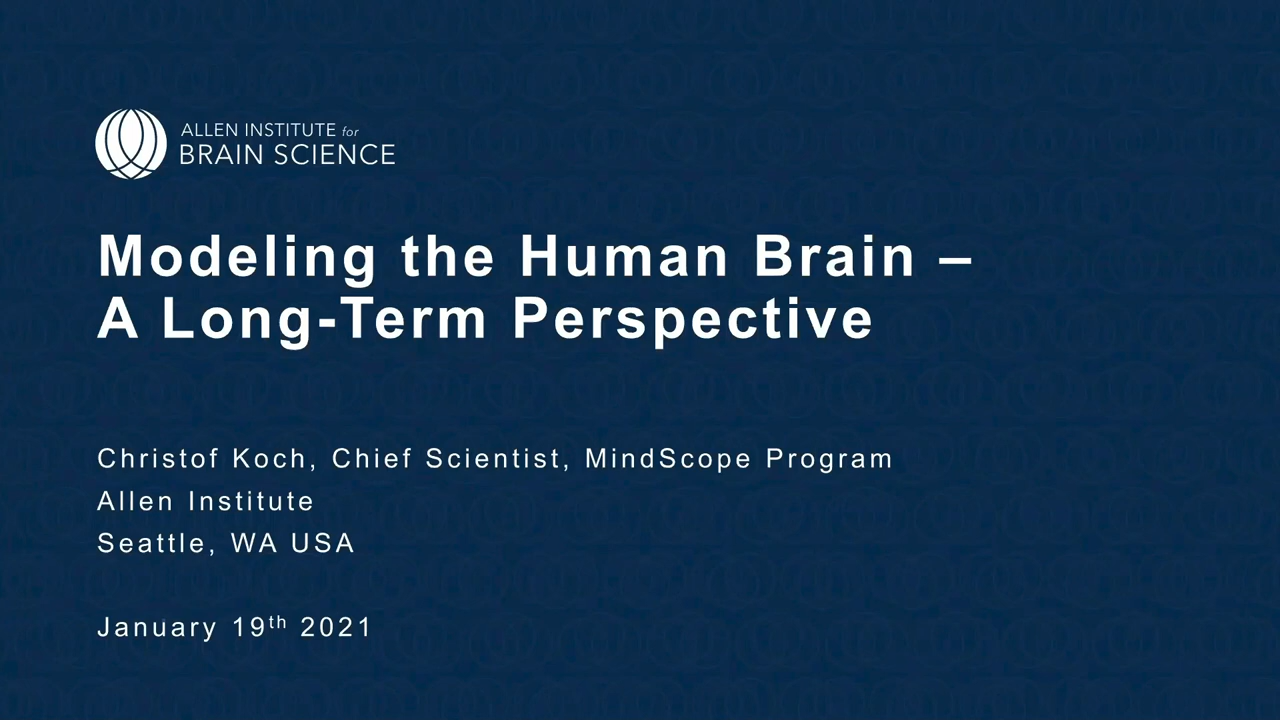 ALLEN INSTITUTE for
BRAIN SCIENCE
Modeling the Human Brain –
A Long-Term Perspective
Christof Koch, Chief Scientist, MindScope Program
Allen Institute
Seattle, WA USA
January 19th 2021